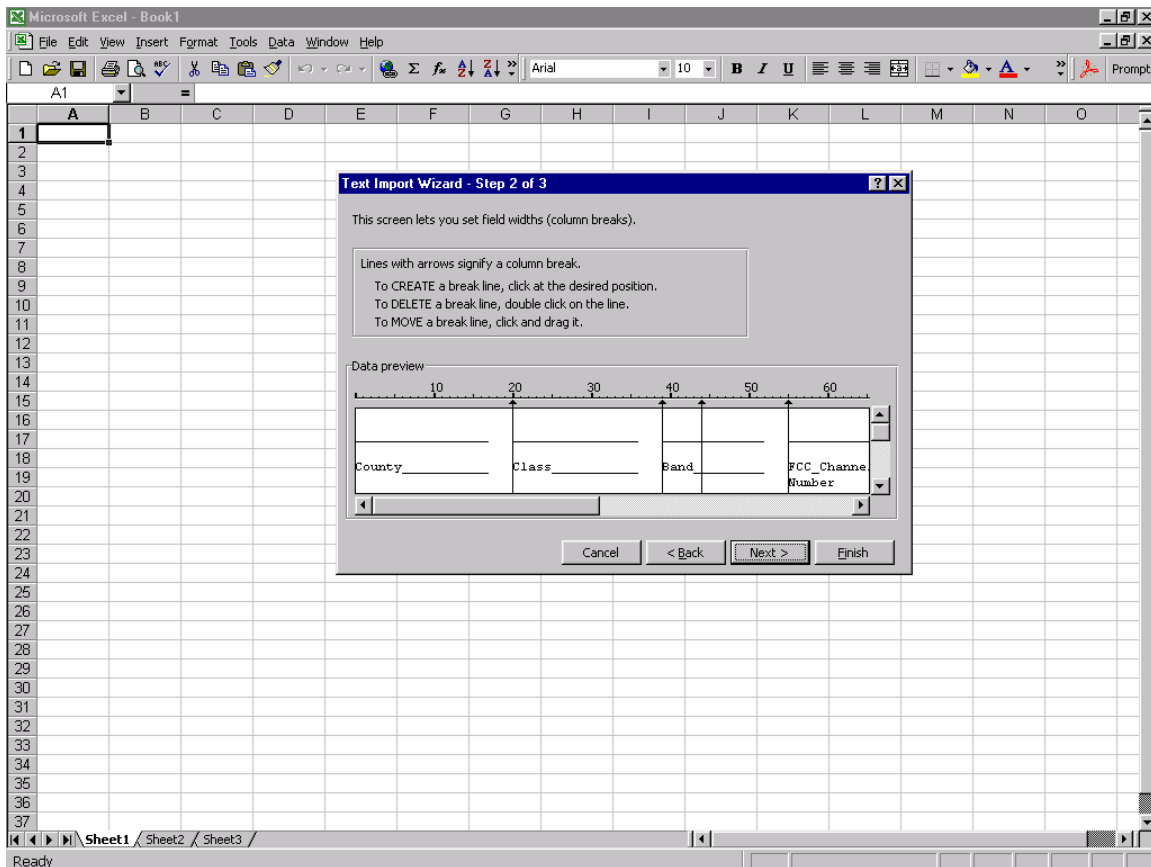 Microsoft Excel - Book1
File Edit View Insert Format Tools Data Window Help
Arial 10 B I U Prompt
A1 =
A B C D E F G H I J K L M N O
1
2
3
Text Import Wizard - Step 2 of 3
4
5
This screen lets you set field widths (column breaks).
6
7
Lines with arrows signify a column break.
8
9
To CREATE a break line, click at the desired position.
10
To DELETE a break line, double click on the line.
11
To MOVE a break line, click and drag it.
12
13
Data preview
14
10 20 30 40 50 60
15
16
17
18
County Class Band FCC_Channe
19
Number
20
21
22
23
Cancel < Back Next > Finish
24
25
26
27
28
29
30
31
32
33
34
35
36
37
Sheet1 Sheet2 Sheet3
Ready